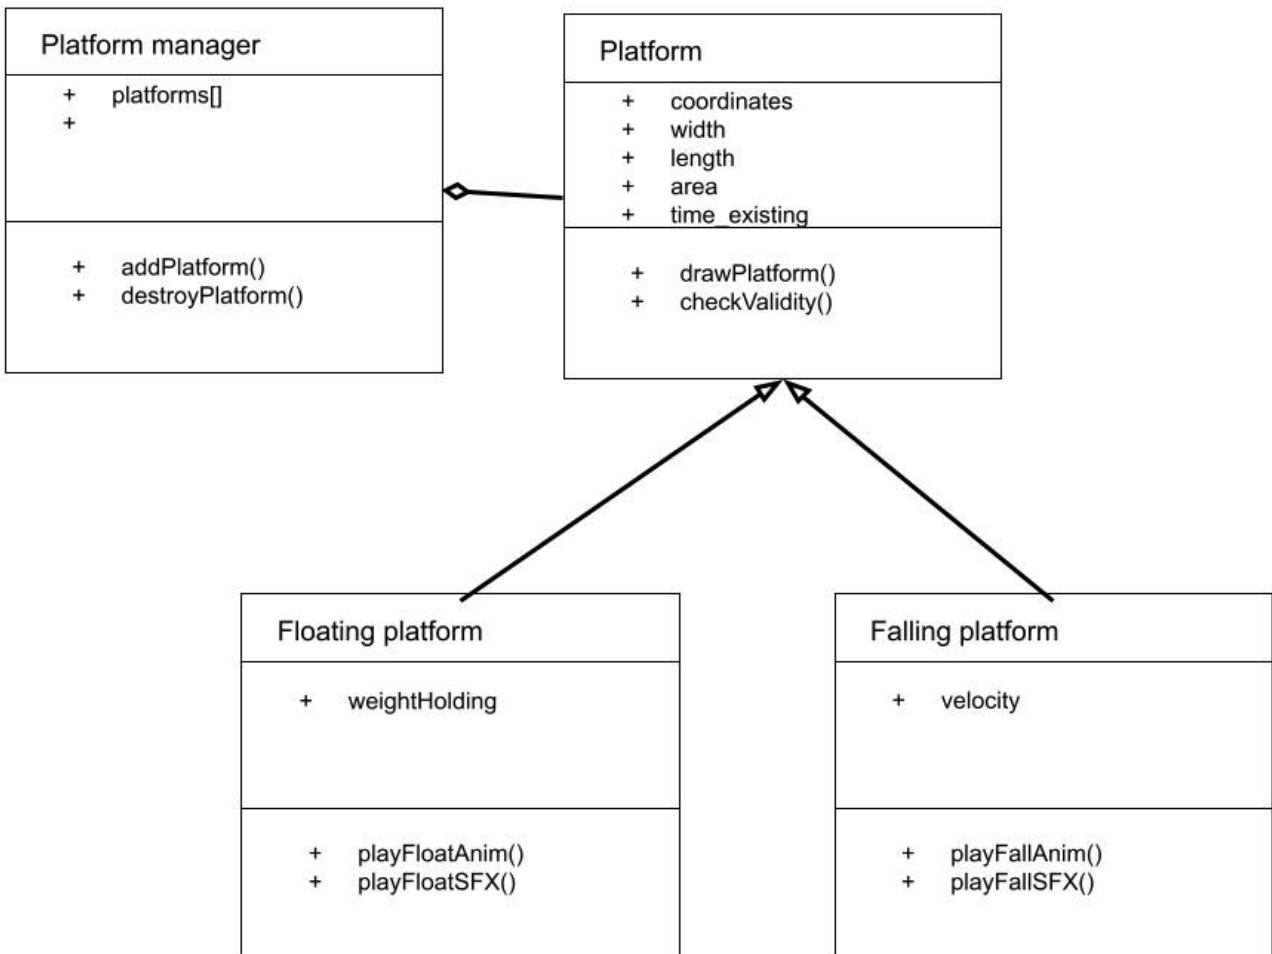 Platform manager
+ platforms[]
+
+ addPlatform()
+ destroyPlatform()
Platform
+ coordinates
+ width
+ length
+ area
+ time_existing
+ drawPlatform()
+ checkValidity()
Floating platform
+ weightHolding
+ playFloatAnim()
+ playFloatSFX()
Falling platform
+ velocity
+ playFallAnim()
+ playFallSFX()